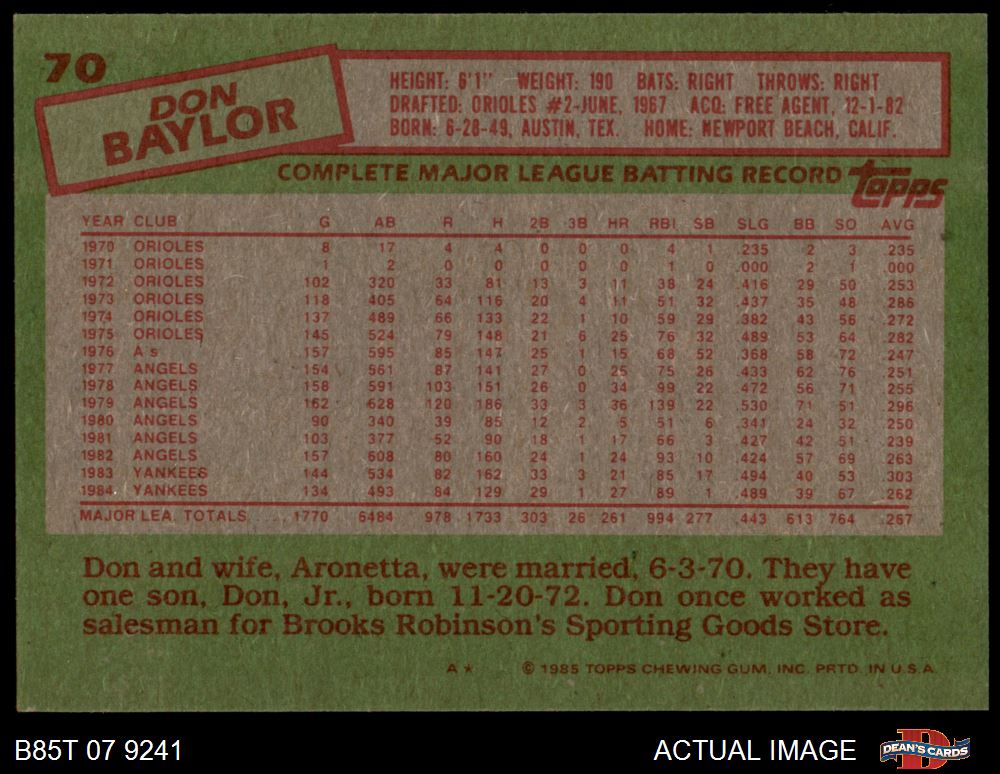 70
DON
BAYLOR
HEIGHT: 6'1" WEIGHT: 190 BATS: RIGHT THROWS: RIGHT
DRAFTED: ORIOLES #2-JUNE, 1967 ACQ: FREE AGENT, 12-1-82
BORN: 6-28-49, AUSTIN, TEX. HOME: NEWPORT BEACH, CALIF.
COMPLETE MAJOR LEAGUE BATTING RECORD topps
YEAR CLUB G AB R H 2B 3B HR RBI SB SLG BB SO AVG
1970 ORIOLES 8 17 4 4 0 0 0 4 1 .235 2 3 .235
1971 ORIOLES 1 2 0 0 0 0 0 1 0 .000 2 1 .000
1972 ORIOLES 102 320 33 81 13 3 11 38 24 .416 29 50 .253
1973 ORIOLES 118 405 64 116 20 4 11 51 32 .437 35 48 .286
1974 ORIOLES 137 489 66 133 22 1 10 59 29 .382 43 56 .272
1975 ORIOLES 145 524 79 148 21 6 25 76 32 .489 53 64 .282
1976 A's 157 595 85 147 25 1 15 68 52 .368 58 72 .247
1977 ANGELS 154 561 87 141 27 0 25 75 26 .433 62 76 .251
1978 ANGELS 158 591 103 151 26 0 34 99 22 .472 56 71 .255
1979 ANGELS 162 628 120 186 33 3 36 139 22 .530 71 51 .296
1980 ANGELS 90 340 39 85 12 2 5 51 6 .341 24 32 .250
1981 ANGELS 103 377 52 90 18 1 17 66 3 .427 42 51 .239
1982 ANGELS 157 608 80 160 24 1 24 93 10 .424 57 69 .263
1983 YANKEES 144 534 82 162 33 3 21 85 17 .494 40 53 .303
1984 YANKEES 134 493 84 129 29 1 27 89 1 .489 39 67 .262
MAJOR LEA. TOTALS..... 1770 6484 978 1733 303 26 261 994 277 .443 613 764 .267
Don and wife, Aronetta, were married, 6-3-70. They have
one son, Don, Jr., born 11-20-72. Don once worked as
salesman for Brooks Robinson's Sporting Goods Store.
A★ © 1985 TOPPS CHEWING GUM, INC. PRTD. IN U.S.A.
B85T 07 9241 ACTUAL IMAGE DEAN'S CARDS